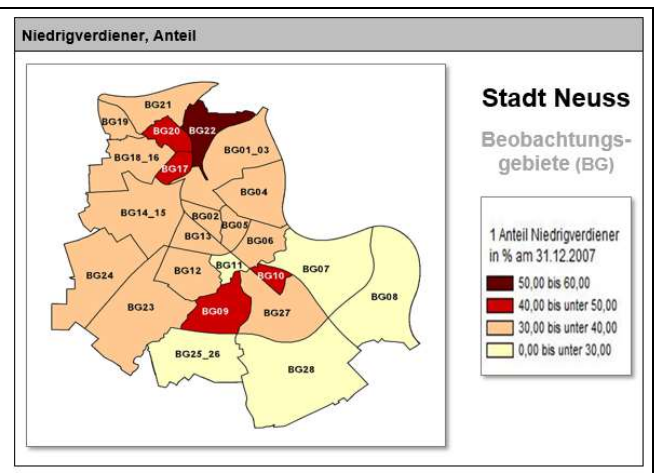 Niedrigverdiener, Anteil
Stadt Neuss
Beobachtungs-
gebiete (BG)
1 Anteil Niedrigverdiener
in % am 31.12.2007
50,00 bis 60,00
40,00 bis unter 50,00
30,00 bis unter 40,00
0,00 bis unter 30,00
BG21
BG19
BG20
BG22
BG01_03
BG18_16
BG17
BG04
BG14_15
BG02
BG05
BG13
BG06
BG11
BG07
BG24
BG12
BG10
BG08
BG23
BG09
BG27
BG25_26
BG28